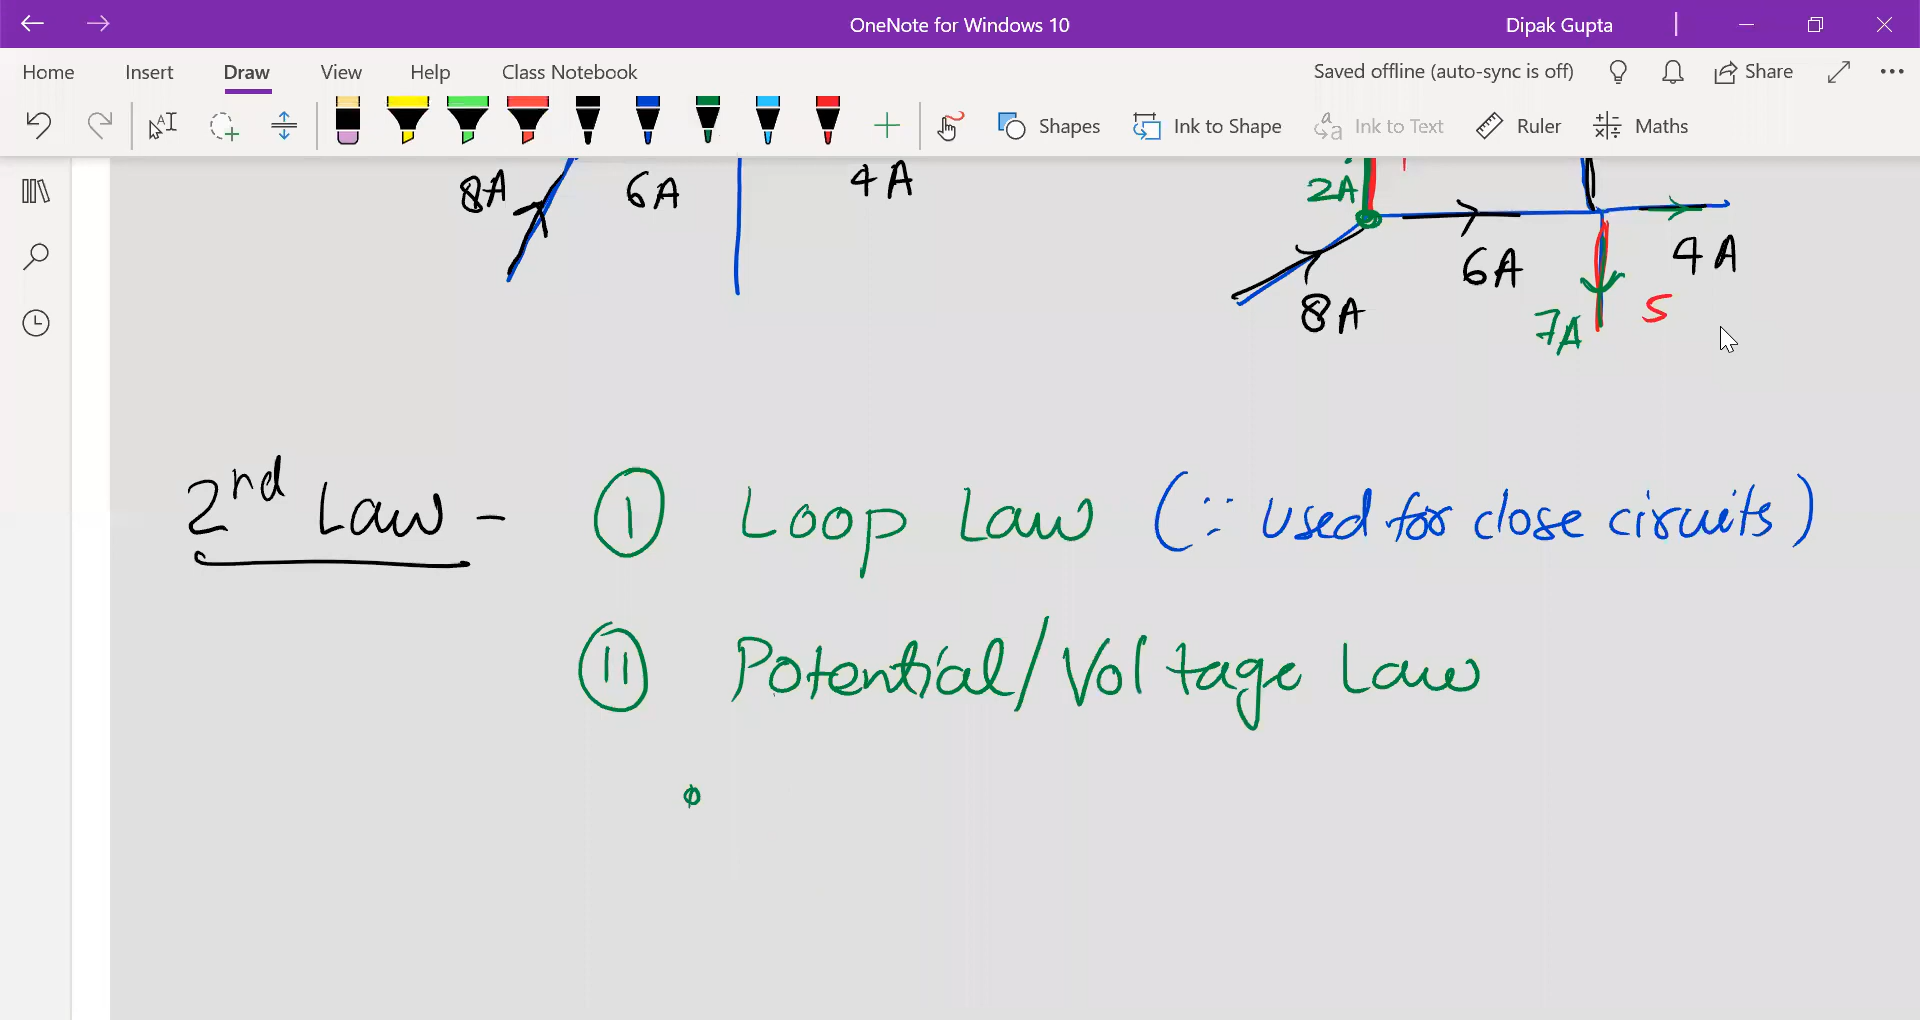 OneNote for Windows 10
Dipak Gupta
Home Insert Draw View Help Class Notebook
Saved offline (auto-sync is off) Share
Shapes Ink to Shape Ink to Text Ruler Maths
8A 6A 4A
2A
6A 4A
8A 7A 5
2nd Law - I Loop Law (∵ used for close circuits)
II Potential/Voltage Law